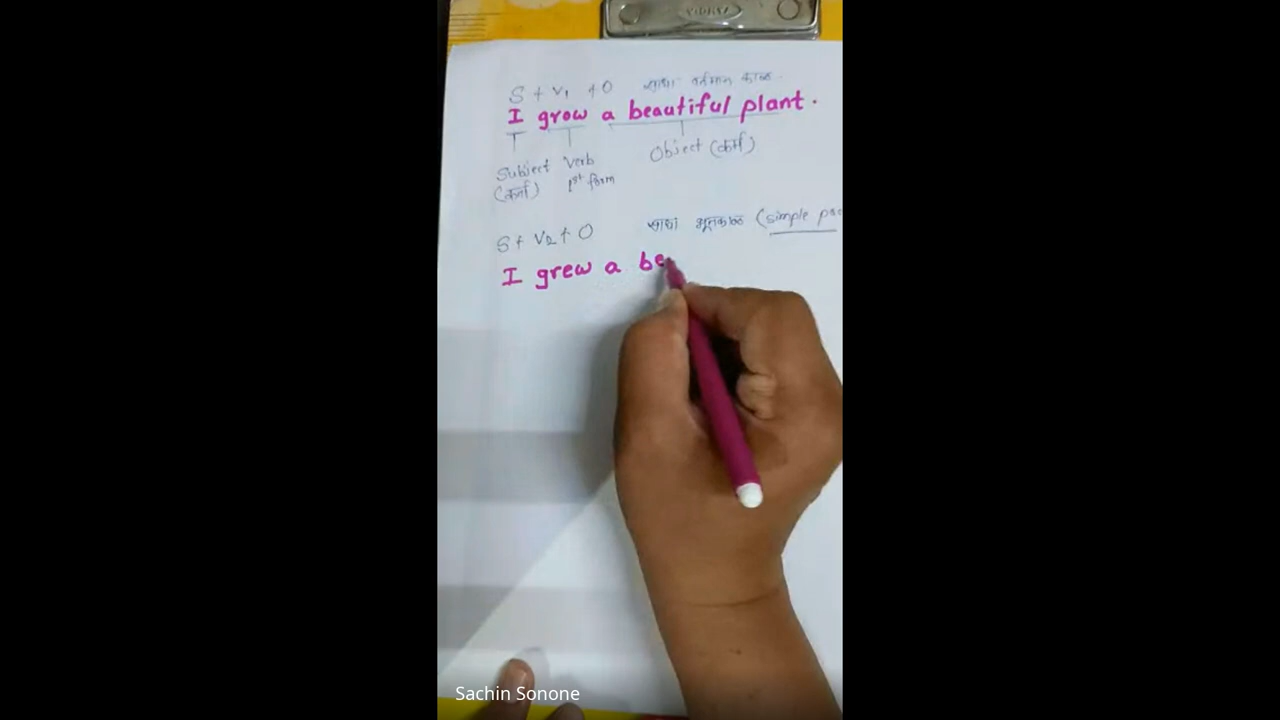 S + V1 + O साधा वर्तमान काळ.
I grow a beautiful plant.
Subject Verb Object (कर्म)
(कर्ता) 1st form
S + V2 + O साधा भूतकाळ (simple pas
I grew a be
Sachin Sonone